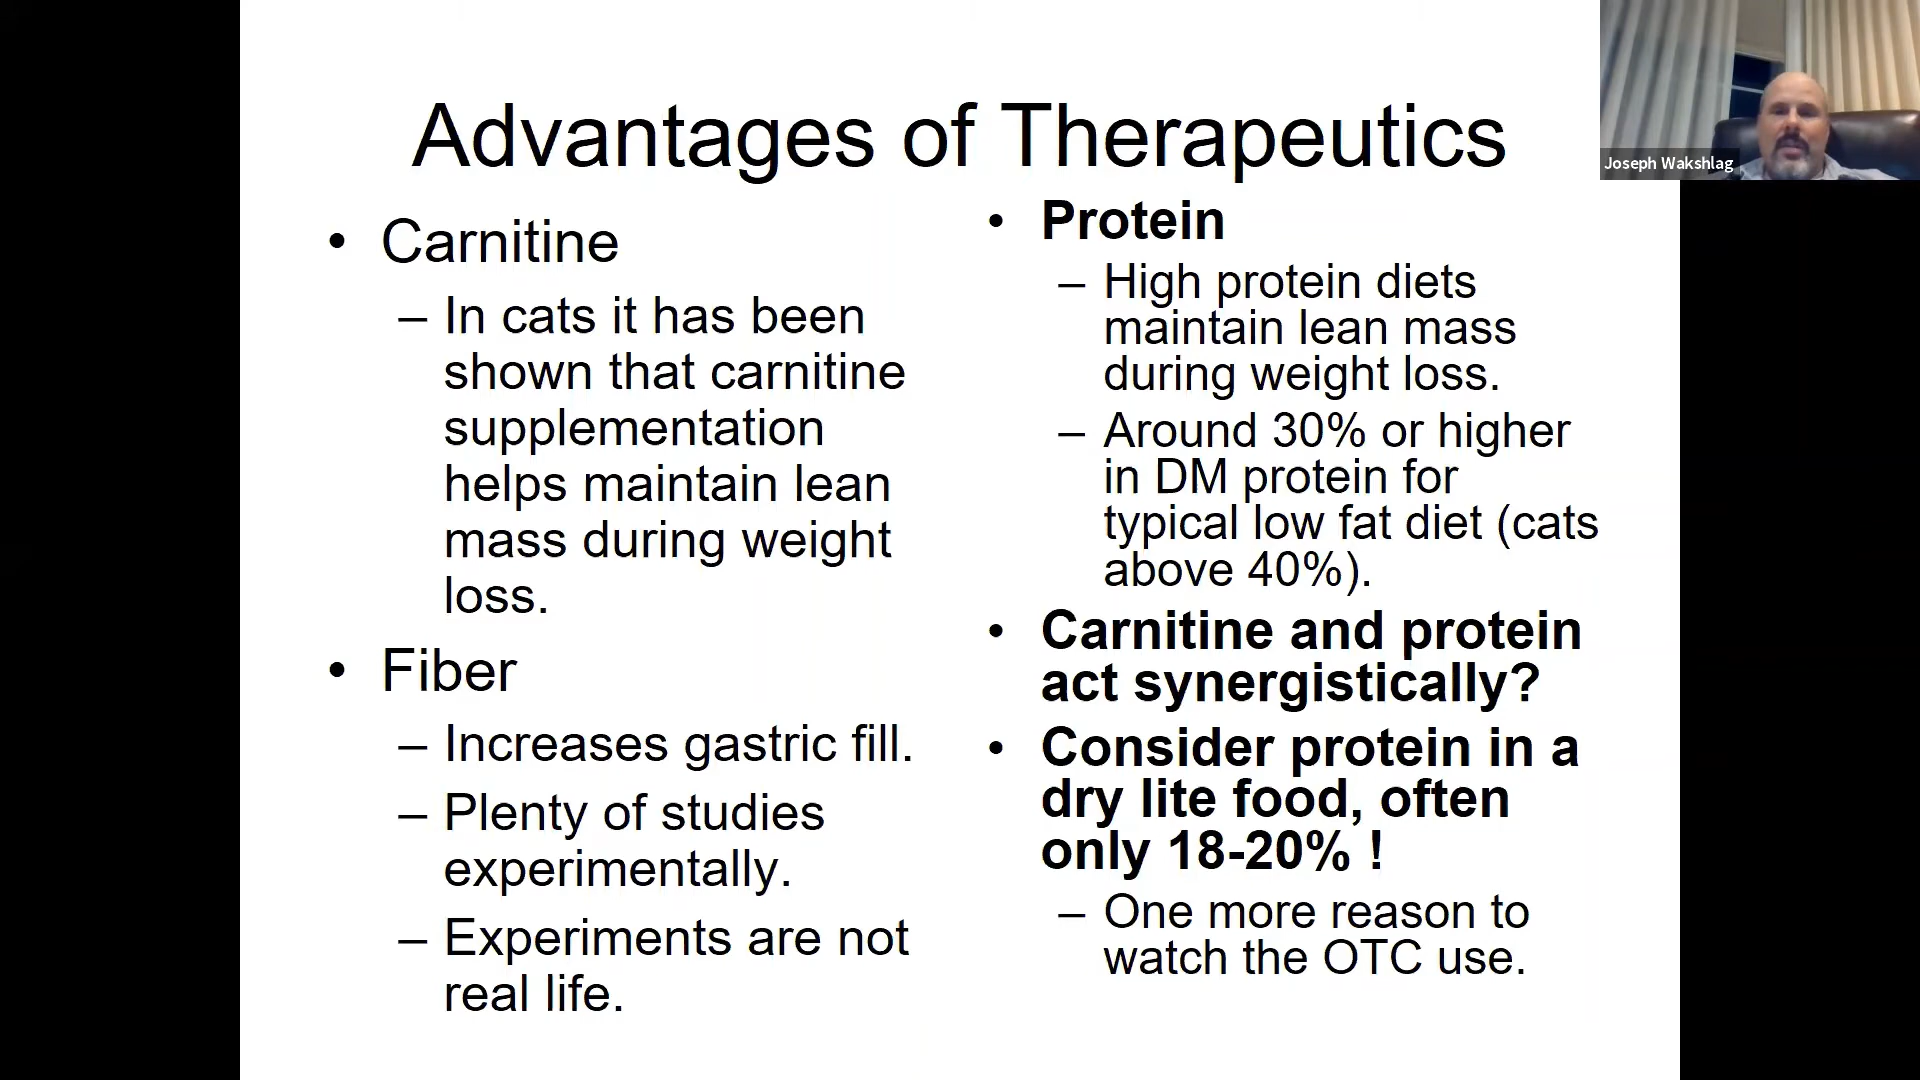 Advantages of Therapeutics
Joseph Wakshlag
• Carnitine
– In cats it has been
shown that carnitine
supplementation
helps maintain lean
mass during weight
loss.
• Fiber
– Increases gastric fill.
– Plenty of studies
experimentally.
– Experiments are not
real life.
• Protein
– High protein diets
maintain lean mass
during weight loss.
– Around 30% or higher
in DM protein for
typical low fat diet (cats
above 40%).
• Carnitine and protein
act synergistically?
• Consider protein in a
dry lite food, often
only 18-20% !
– One more reason to
watch the OTC use.